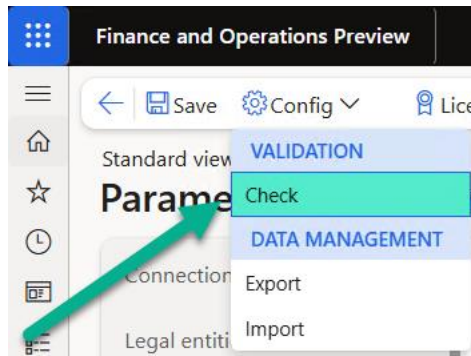 Finance and Operations Preview
Save Config Lice
Standard view
VALIDATION
Parame
Check
DATA MANAGEMENT
Connection
Export
Legal entiti
Import